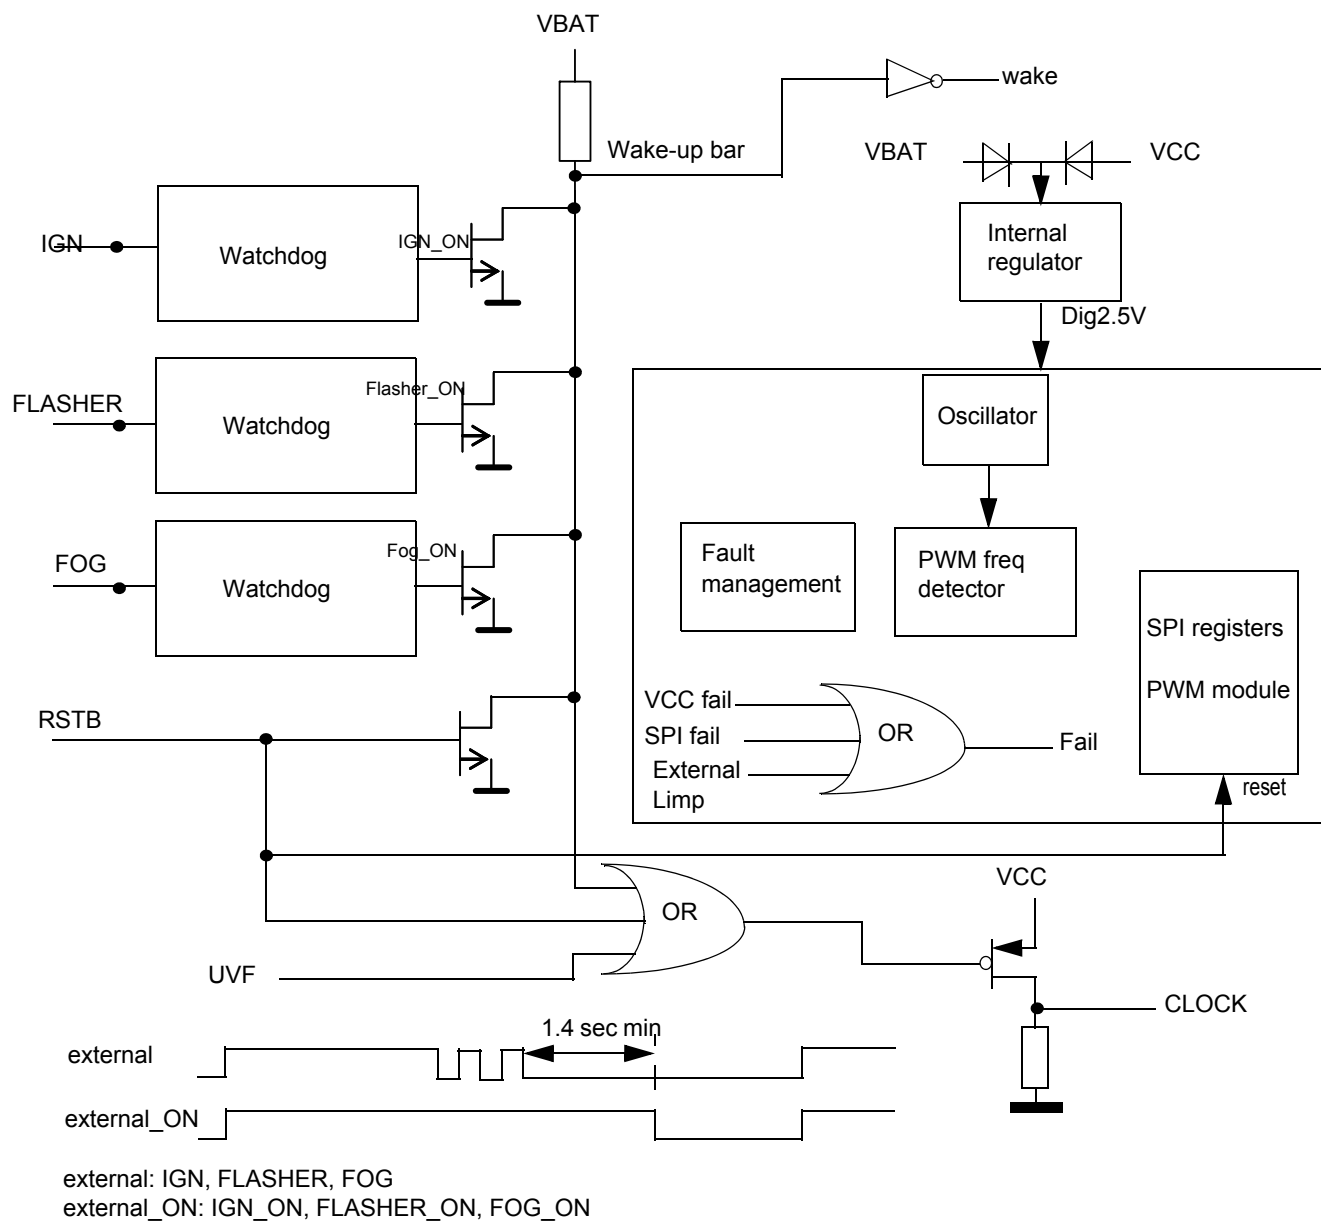 VBAT
wake
Wake-up bar
VBAT
VCC
IGN
Watchdog
IGN_ON
Internal
regulator
Dig2.5V
FLASHER
Watchdog
Flasher_ON
Oscillator
FOG
Watchdog
Fog_ON
Fault
management
PWM freq
detector
SPI registers
PWM module
RSTB
VCC fail
SPI fail
External
Limp
OR
Fail
reset
VCC
OR
UVF
CLOCK
1.4 sec min
external
external_ON
external: IGN, FLASHER, FOG
external_ON: IGN_ON, FLASHER_ON, FOG_ON